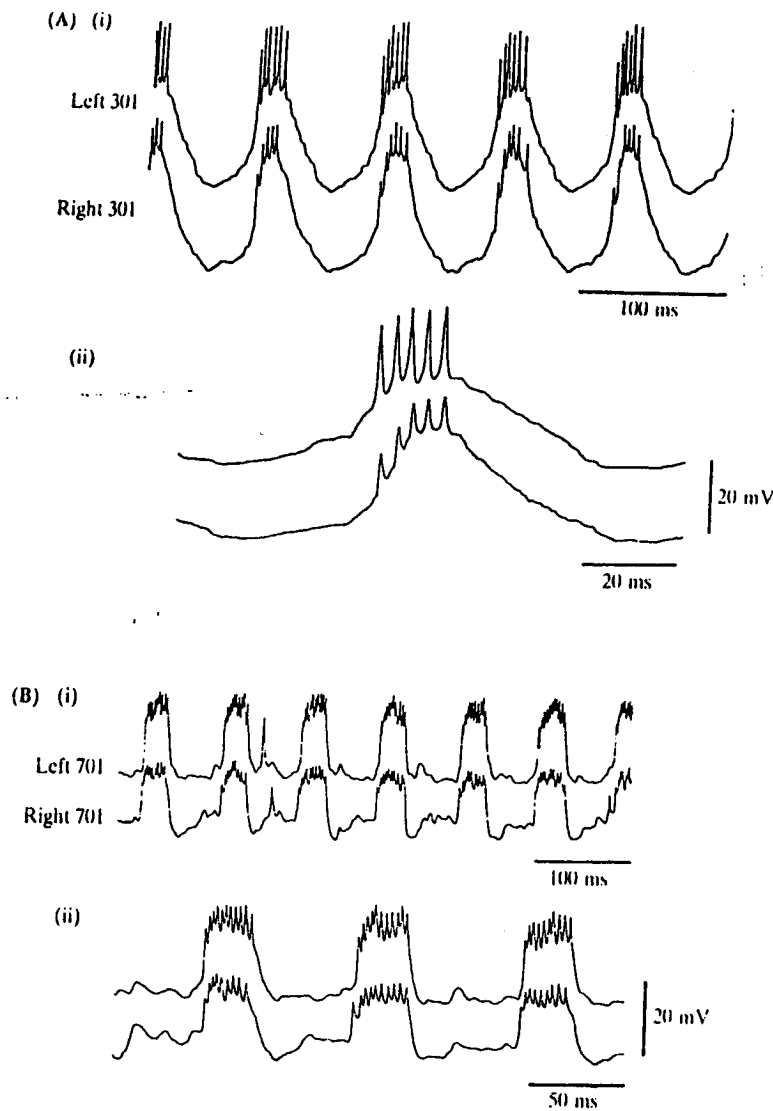 (A) (i)
Left 301
Right 301
100 ms
(ii)
20 mV
20 ms
(B) (i)
Left 701
Right 701
100 ms
(ii)
20 mV
50 ms